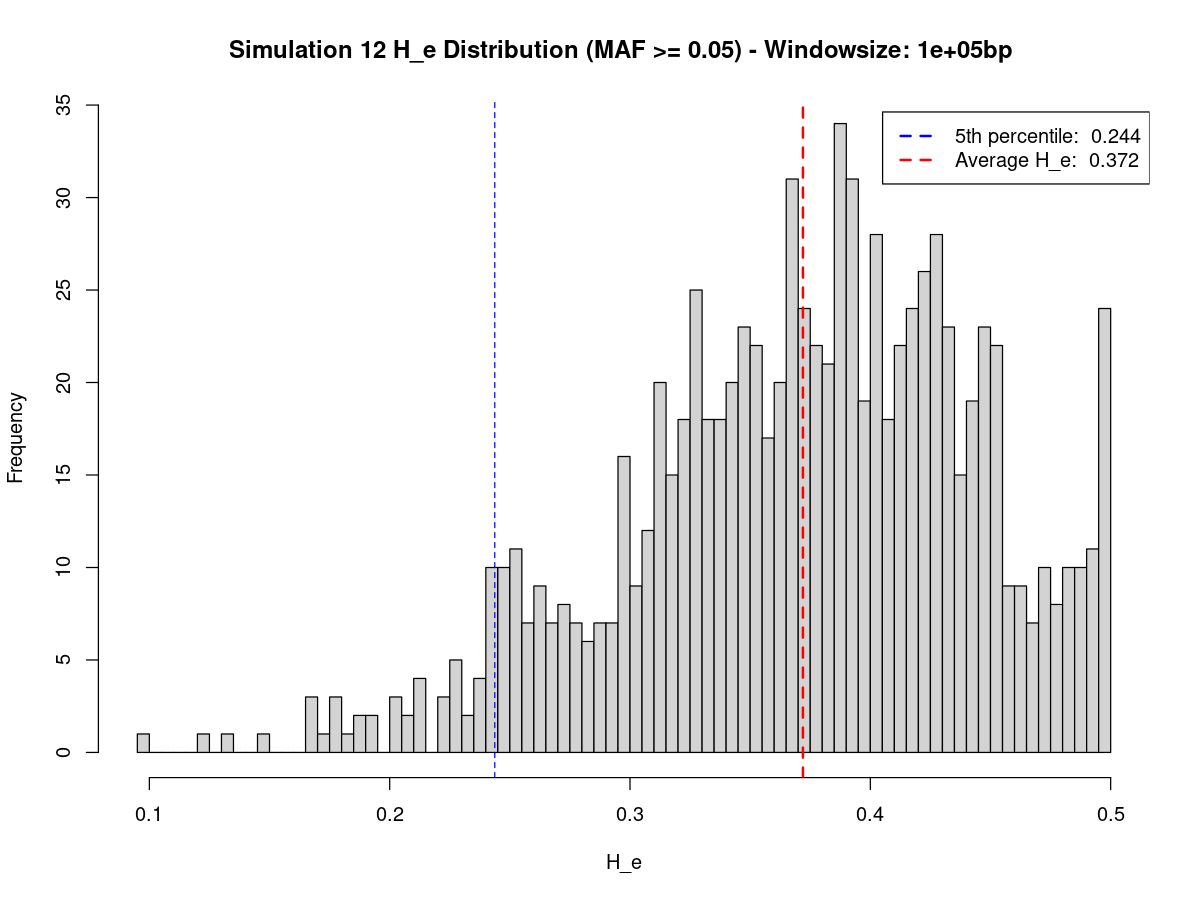 Simulation 12 H_e Distribution (MAF >= 0.05) - Windowsize: 1e+05bp
5th percentile:  0.244
Average H_e:  0.372
Frequency
35
30
25
20
15
10
5
0
0.1 0.2 0.3 0.4 0.5
H_e